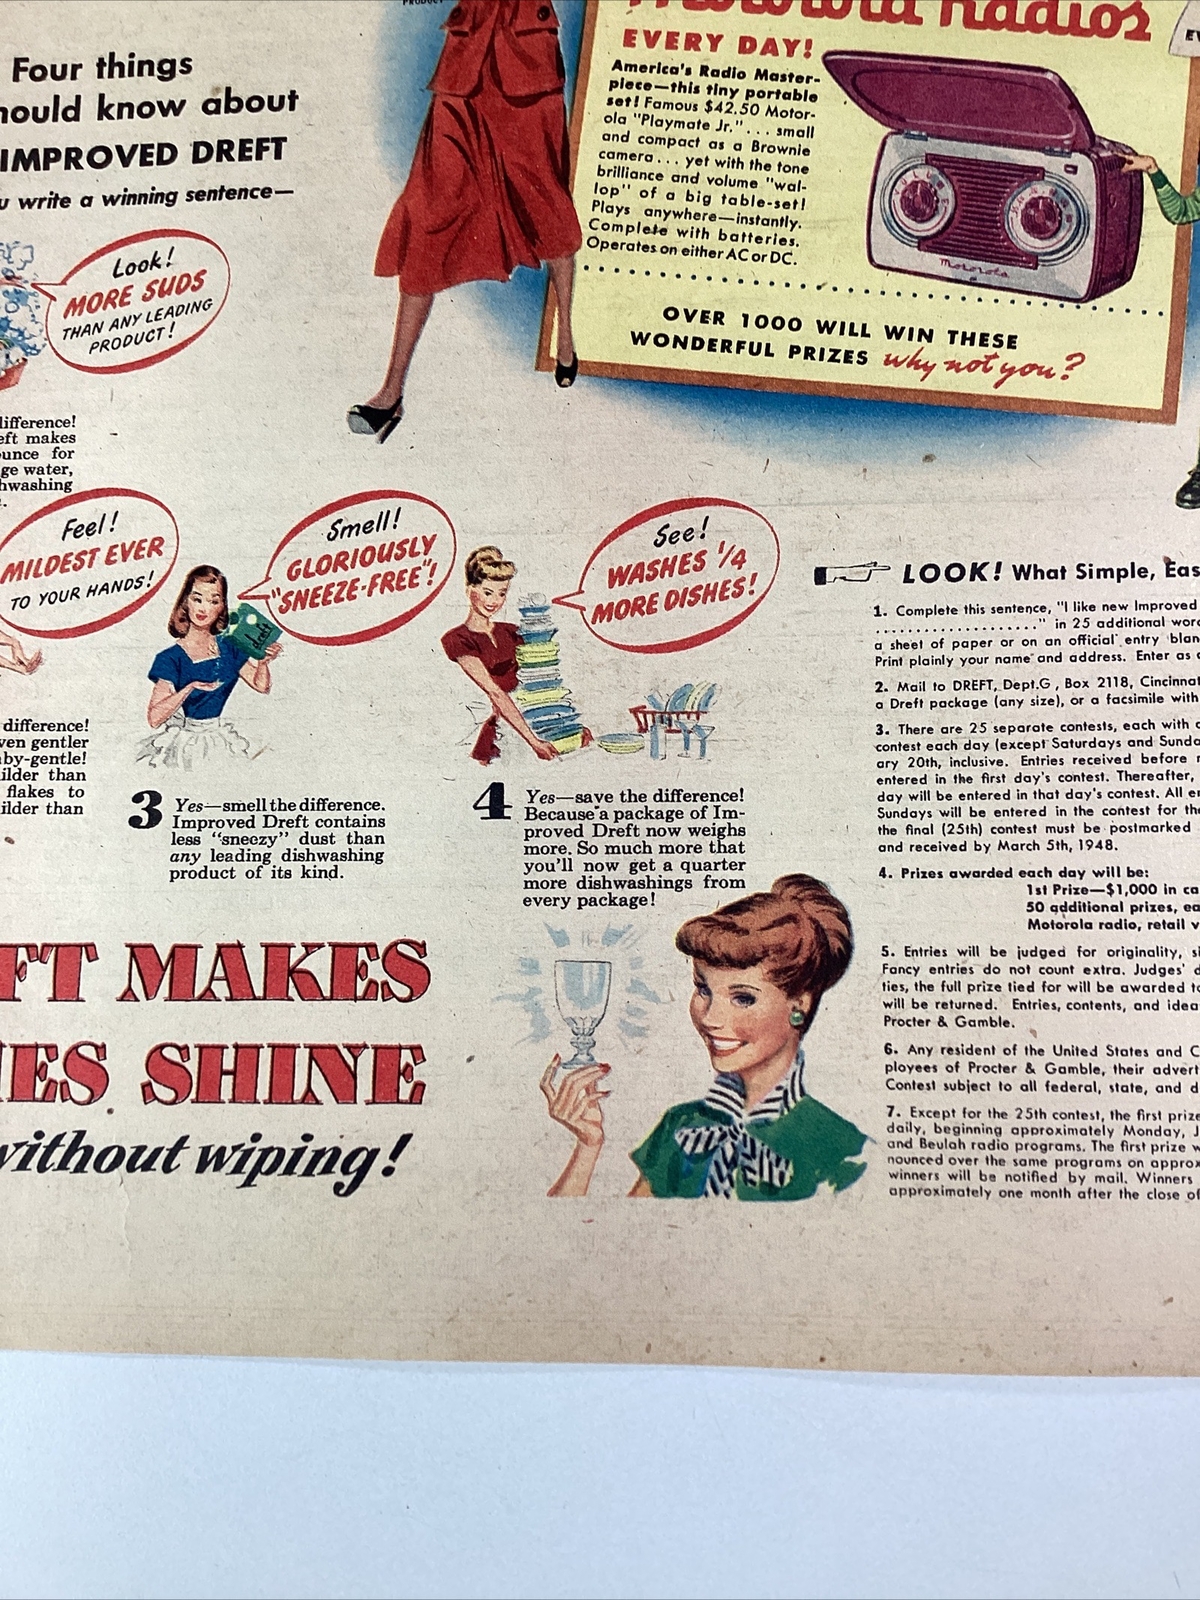 PRODUCT
Four things
hould know about
IMPROVED DREFT
u write a winning sentence—
Look!
MORE SUDS
THAN ANY LEADING
PRODUCT!
difference!
eft makes
ounce for
ge water,
hwashing
Feel!
MILDEST EVER
TO YOUR HANDS!
Smell!
GLORIOUSLY
"SNEEZE-FREE"!
See!
WASHES 1/4
MORE DISHES!
dreft
difference!
ven gentler
by-gentle!
ilder than
flakes to
ilder than
3 Yes—smell the difference.
Improved Dreft contains
less “sneezy” dust than
any leading dishwashing
product of its kind.
4 Yes—save the difference!
Because a package of Im-
proved Dreft now weighs
more. So much more that
you'll now get a quarter
more dishwashings from
every package!
FT MAKES
HES SHINE
without wiping!
Motorola Radios
EVERY DAY!
America's Radio Master-
piece—this tiny portable
set! Famous $42.50 Motor-
ola "Playmate Jr."... small
and compact as a Brownie
camera... yet with the tone
brilliance and volume "wal-
lop" of a big table-set!
Plays anywhere—instantly.
Complete with batteries.
Operates on either AC or DC.
Motorola
OVER 1000 WILL WIN THESE
WONDERFUL PRIZES why not you?
EV
LOOK! What Simple, Eas
1. Complete this sentence, "I like new Improved
...................." in 25 additional wor
a sheet of paper or on an official entry blan
Print plainly your name and address. Enter as
2. Mail to DREFT, Dept.G, Box 2118, Cincinnat
a Dreft package (any size), or a facsimile with
3. There are 25 separate contests, each with
contest each day (except Saturdays and Sunda
ary 20th, inclusive. Entries received before
entered in the first day's contest. Thereafter,
day will be entered in that day's contest. All en
Sundays will be entered in the contest for the
the final (25th) contest must be postmarked
and received by March 5th, 1948.
4. Prizes awarded each day will be:
1st Prize—$1,000 in ca
50 additional prizes, ea
Motorola radio, retail v
5. Entries will be judged for originality, si
Fancy entries do not count extra. Judges' d
ties, the full prize tied for will be awarded to
will be returned. Entries, contents, and idea
Procter & Gamble.
6. Any resident of the United States and C
ployees of Procter & Gamble, their advert
Contest subject to all federal, state, and d
7. Except for the 25th contest, the first prize
daily, beginning approximately Monday, J
and Beulah radio programs. The first prize w
nounced over the same programs on approx
winners will be notified by mail. Winners
approximately one month after the close of